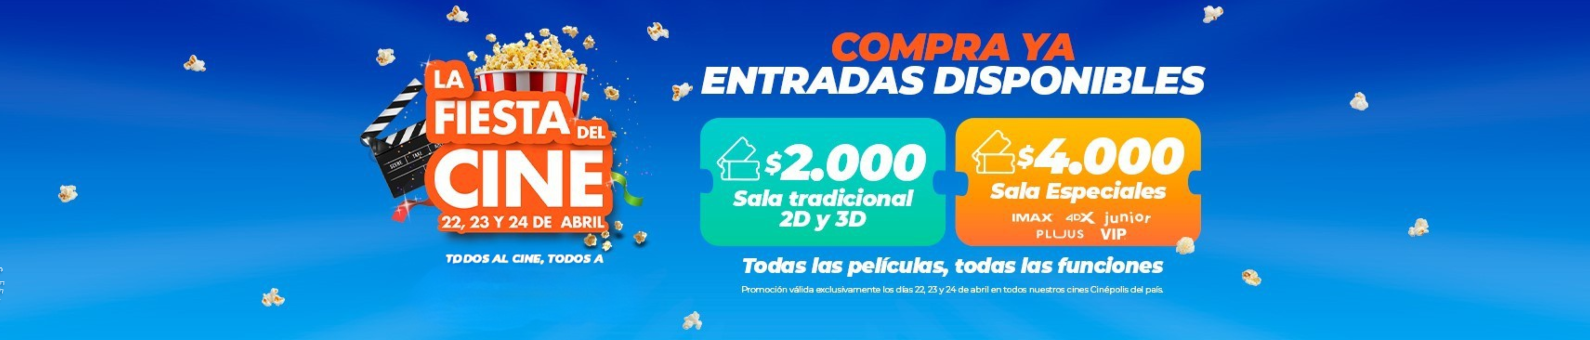 LA
FIESTA DEL
CINE
22, 23 Y 24 DE ABRIL
TODOS AL CINE, TODOS A
COMPRA YA
ENTRADAS DISPONIBLES
$2.000
Sala tradicional
2D y 3D
$4.000
Sala Especiales
IMAX 4DX junior
PLUUS VIP
Todas las películas, todas las funciones
Promoción válida exclusivamente los días 22, 23 y 24 de abril en todos nuestros cines Cinépolis del país.